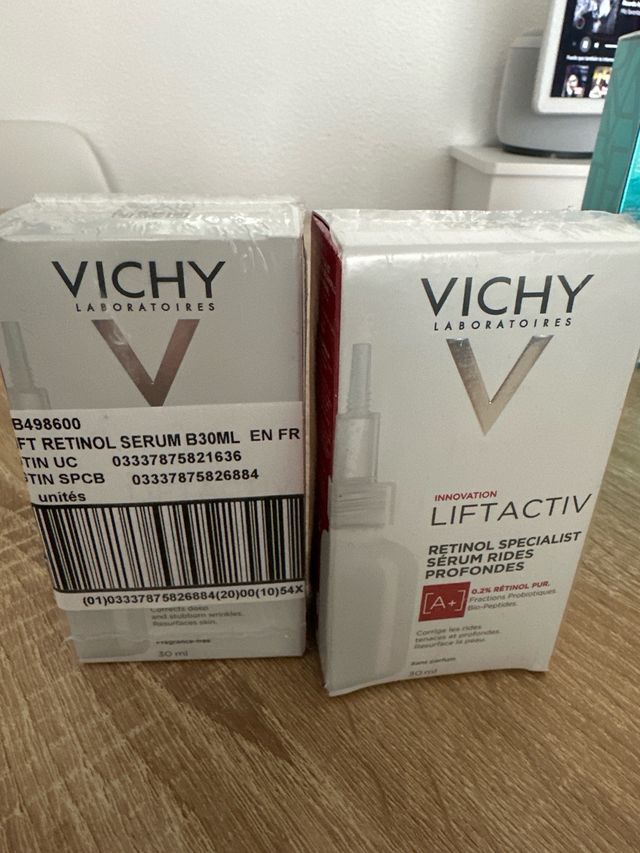 VICHY
LABORATOIRES
B498600
FT RETINOL SERUM B30ML EN FR
TIN UC 03337875821636
TIN SPCB 03337875826884
unités
(01)03337875826884(20)00(10)54X
Corrects deep
and stubborn wrinkles.
Resurfaces skin.
Fragrance-free
30 ml
VICHY
LABORATOIRES
INNOVATION
LIFTACTIV
RETINOL SPECIALIST
SÉRUM RIDES
PROFONDES
[A+]
0.2% RÉTINOL PUR.
Fractions Probiotiques.
Bio-Peptides.
Corrige les rides
tenaces et profondes.
Resurface la peau.
Sans parfum
30 ml